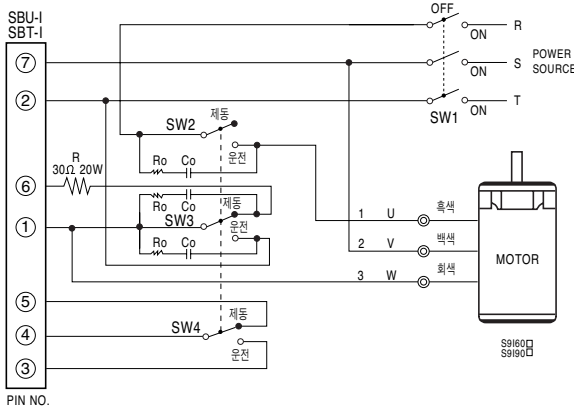 SBU-I
SBT-I
OFF
ON
R
ON
S
POWER
SOURCE
ON
T
SW1
⑦
②
제동
SW2
운전
Ro
Co
R
30Ω 20W
⑥
Ro
Co
제동
SW3
운전
①
Ro
Co
1
U
흑색
2
V
백색
3
W
회색
MOTOR
S9I60□
S9I90□
⑤
④
③
제동
SW4
운전
PIN NO.